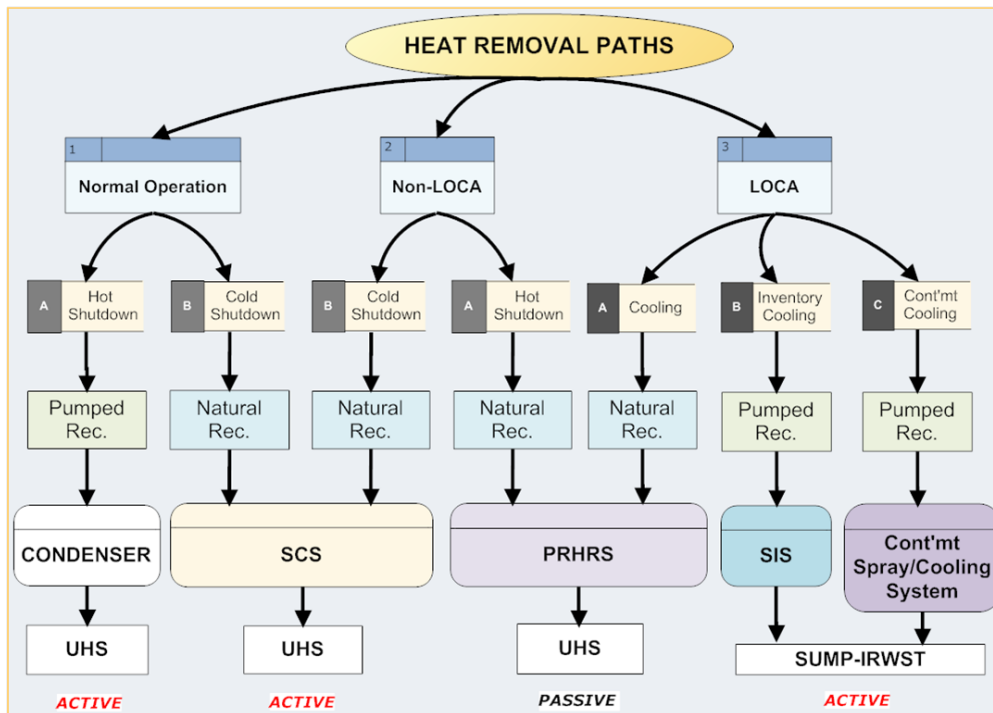 HEAT REMOVAL PATHS
1
Normal Operation
2
Non-LOCA
3
LOCA
A
Hot
Shutdown
B
Cold
Shutdown
B
Cold
Shutdown
A
Hot
Shutdown
A
Cooling
B
Inventory
Cooling
C
Cont'mt
Cooling
Pumped
Rec.
Natural
Rec.
Natural
Rec.
Natural
Rec.
Natural
Rec.
Pumped
Rec.
Pumped
Rec.
CONDENSER
SCS
PRHRS
SIS
Cont'mt
Spray/Cooling
System
UHS
UHS
UHS
SUMP-IRWST
ACTIVE
ACTIVE
PASSIVE
ACTIVE